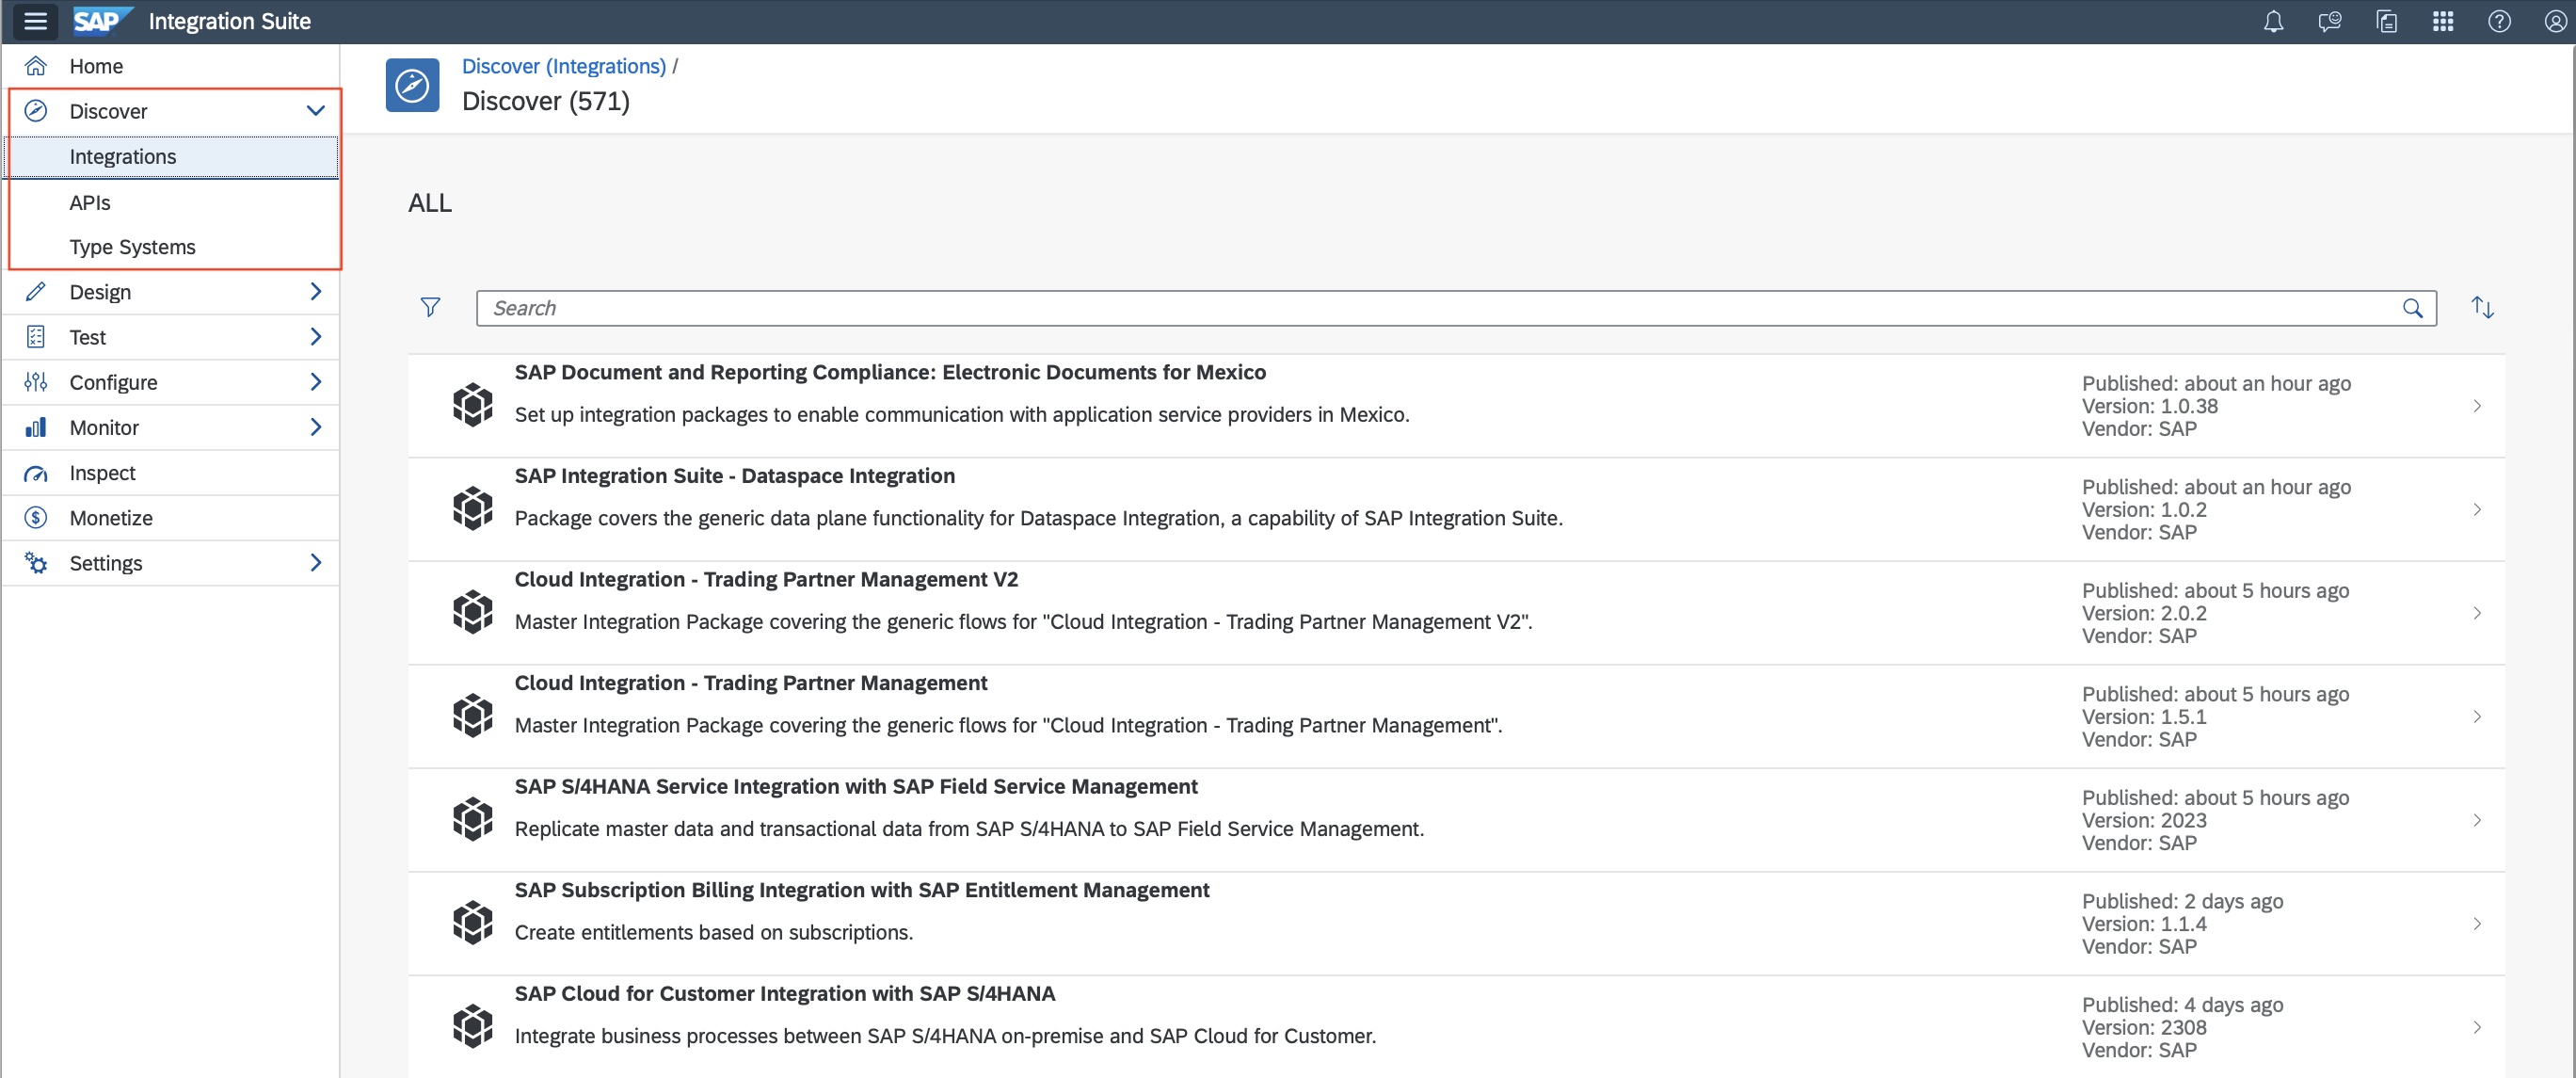 SAP Integration Suite
Home
Discover
Integrations
APIs
Type Systems
Design
Test
Configure
Monitor
Inspect
Monetize
Settings
Discover (Integrations) /
Discover (571)
ALL
Search
SAP Document and Reporting Compliance: Electronic Documents for Mexico
Set up integration packages to enable communication with application service providers in Mexico.
Published: about an hour ago
Version: 1.0.38
Vendor: SAP
SAP Integration Suite - Dataspace Integration
Package covers the generic data plane functionality for Dataspace Integration, a capability of SAP Integration Suite.
Published: about an hour ago
Version: 1.0.2
Vendor: SAP
Cloud Integration - Trading Partner Management V2
Master Integration Package covering the generic flows for "Cloud Integration - Trading Partner Management V2".
Published: about 5 hours ago
Version: 2.0.2
Vendor: SAP
Cloud Integration - Trading Partner Management
Master Integration Package covering the generic flows for "Cloud Integration - Trading Partner Management".
Published: about 5 hours ago
Version: 1.5.1
Vendor: SAP
SAP S/4HANA Service Integration with SAP Field Service Management
Replicate master data and transactional data from SAP S/4HANA to SAP Field Service Management.
Published: about 5 hours ago
Version: 2023
Vendor: SAP
SAP Subscription Billing Integration with SAP Entitlement Management
Create entitlements based on subscriptions.
Published: 2 days ago
Version: 1.1.4
Vendor: SAP
SAP Cloud for Customer Integration with SAP S/4HANA
Integrate business processes between SAP S/4HANA on-premise and SAP Cloud for Customer.
Published: 4 days ago
Version: 2308
Vendor: SAP